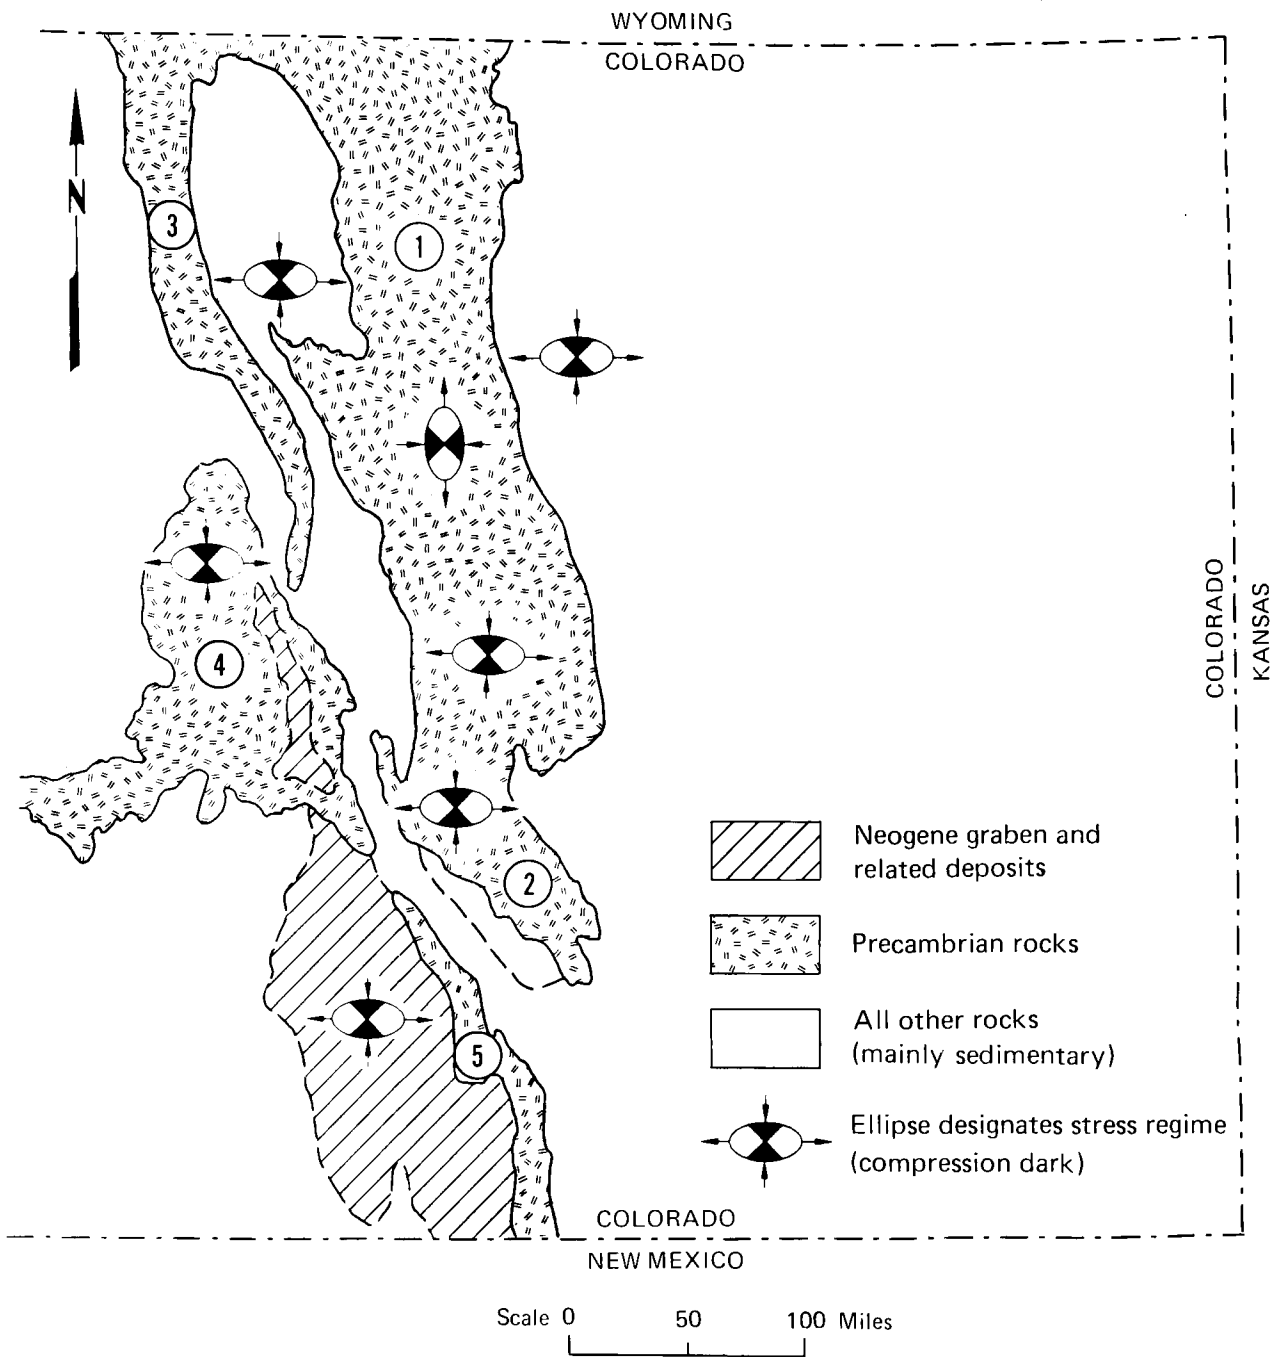 WYOMING
COLORADO
N
3
1
4
2
5
COLORADO
KANSAS
Neogene graben and
related deposits
Precambrian rocks
All other rocks
(mainly sedimentary)
Ellipse designates stress regime
(compression dark)
COLORADO
NEW MEXICO
Scale 0 50 100 Miles